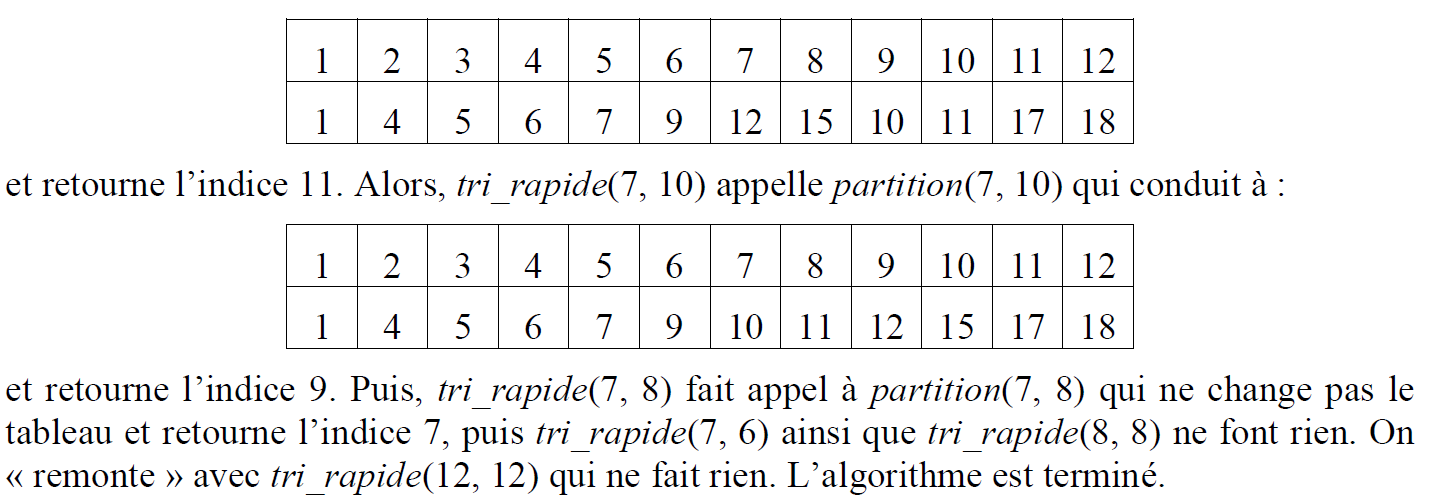 1 2 3 4 5 6 7 8 9 10 11 12
1 4 5 6 7 9 12 15 10 11 17 18
et retourne l’indice 11. Alors, tri_rapide(7, 10) appelle partition(7, 10) qui conduit à :
1 2 3 4 5 6 7 8 9 10 11 12
1 4 5 6 7 9 10 11 12 15 17 18
et retourne l’indice 9. Puis, tri_rapide(7, 8) fait appel à partition(7, 8) qui ne change pas le
tableau et retourne l’indice 7, puis tri_rapide(7, 6) ainsi que tri_rapide(8, 8) ne font rien. On
« remonte » avec tri_rapide(12, 12) qui ne fait rien. L’algorithme est terminé.